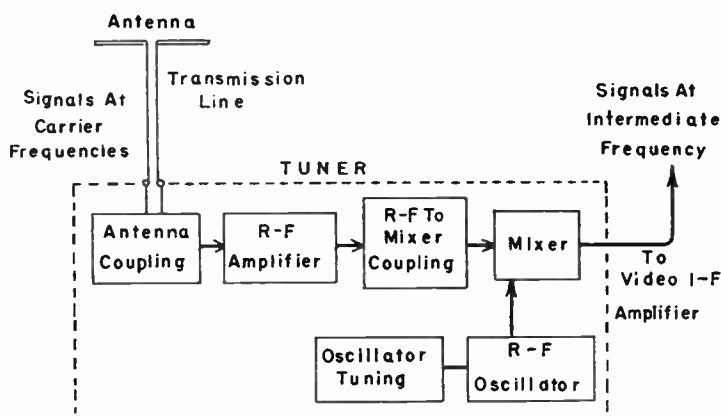 Antenna
Transmission
Line
Signals At
Carrier
Frequencies
Signals At
Intermediate
Frequency
TUNER
Antenna
Coupling
R-F
Amplifier
R-F To
Mixer
Coupling
Mixer
To
Video I-F
Amplifier
Oscillator
Tuning
R-F
Oscillator